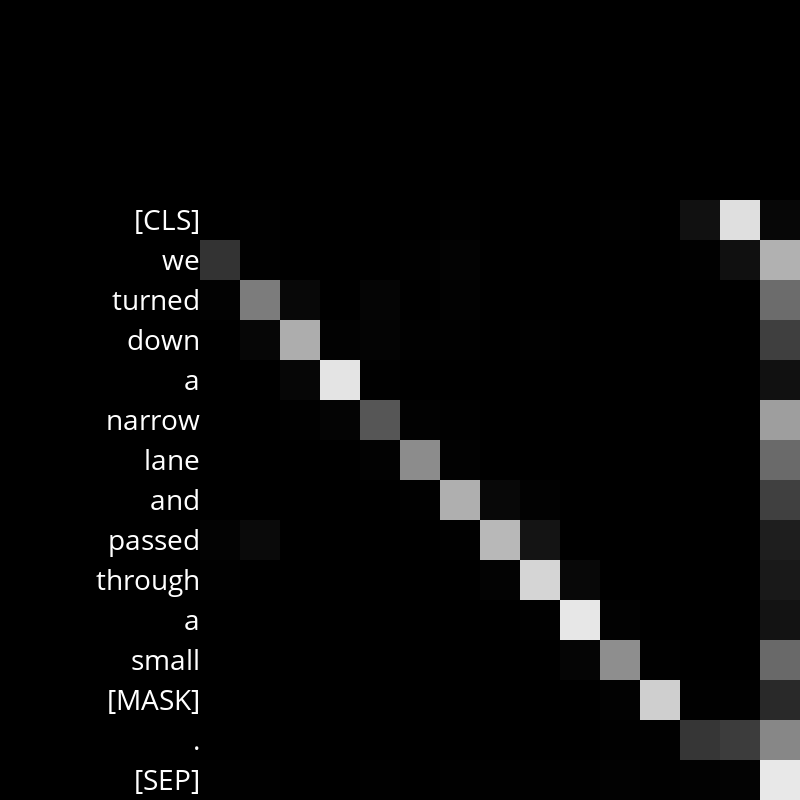 [CLS]
we
turned
down
a
narrow
lane
and
passed
through
a
small
[MASK]
.
[SEP]